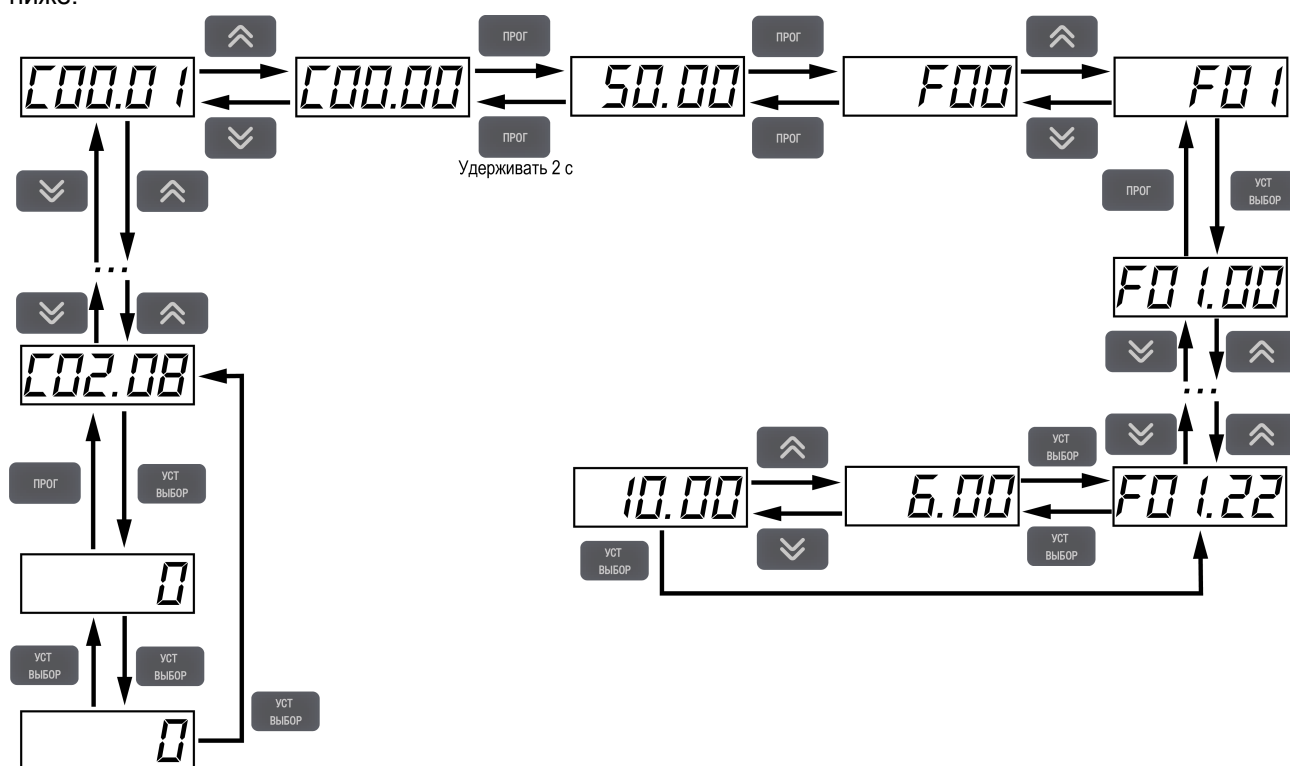 ниже.
ПРОГ
ПРОГ
C00.01
C00.00
50.00
F00
F01
ПРОГ
ПРОГ
Удерживать 2 с
ПРОГ
УСТ
ВЫБОР
...
F01.00
C02.08
...
УСТ
ВЫБОР
ПРОГ
УСТ
ВЫБОР
10.00
6.00
F01.22
УСТ
ВЫБОР
УСТ
ВЫБОР
0
УСТ
ВЫБОР
УСТ
ВЫБОР
УСТ
ВЫБОР
0